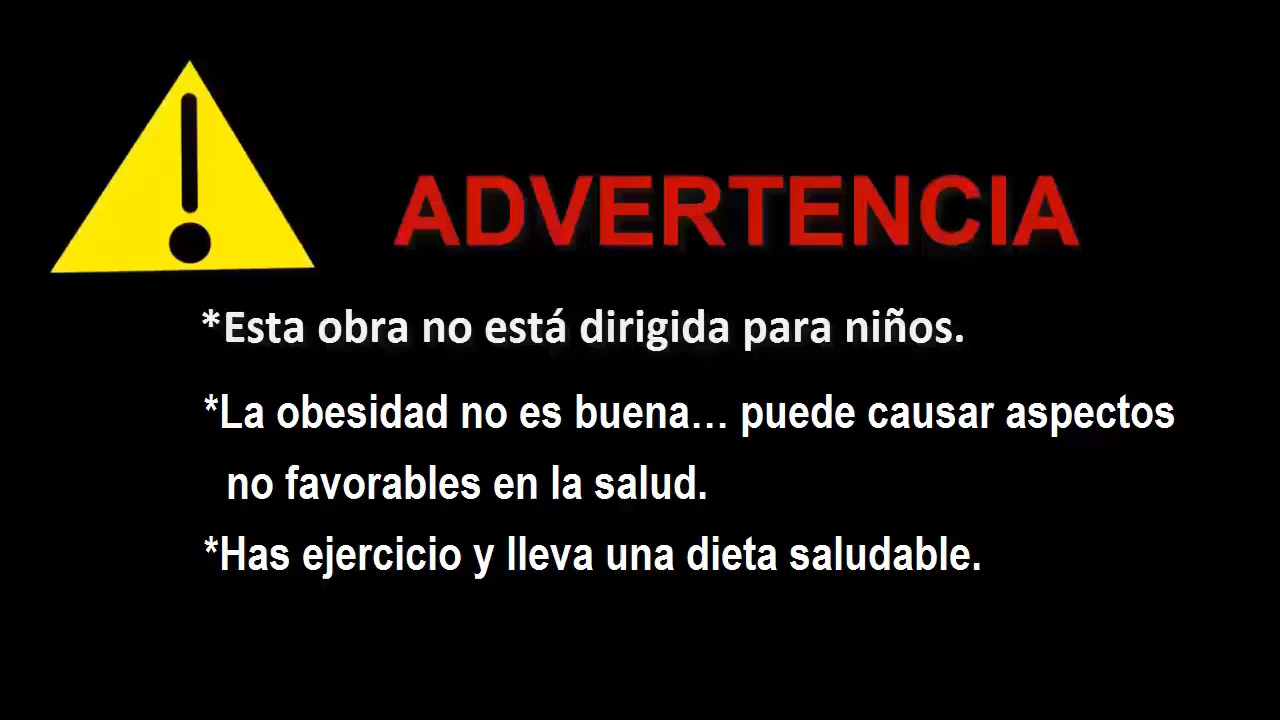 ADVERTENCIA
*Esta obra no está dirigida para niños.
*La obesidad no es buena… puede causar aspectos
no favorables en la salud.
*Has ejercicio y lleva una dieta saludable.